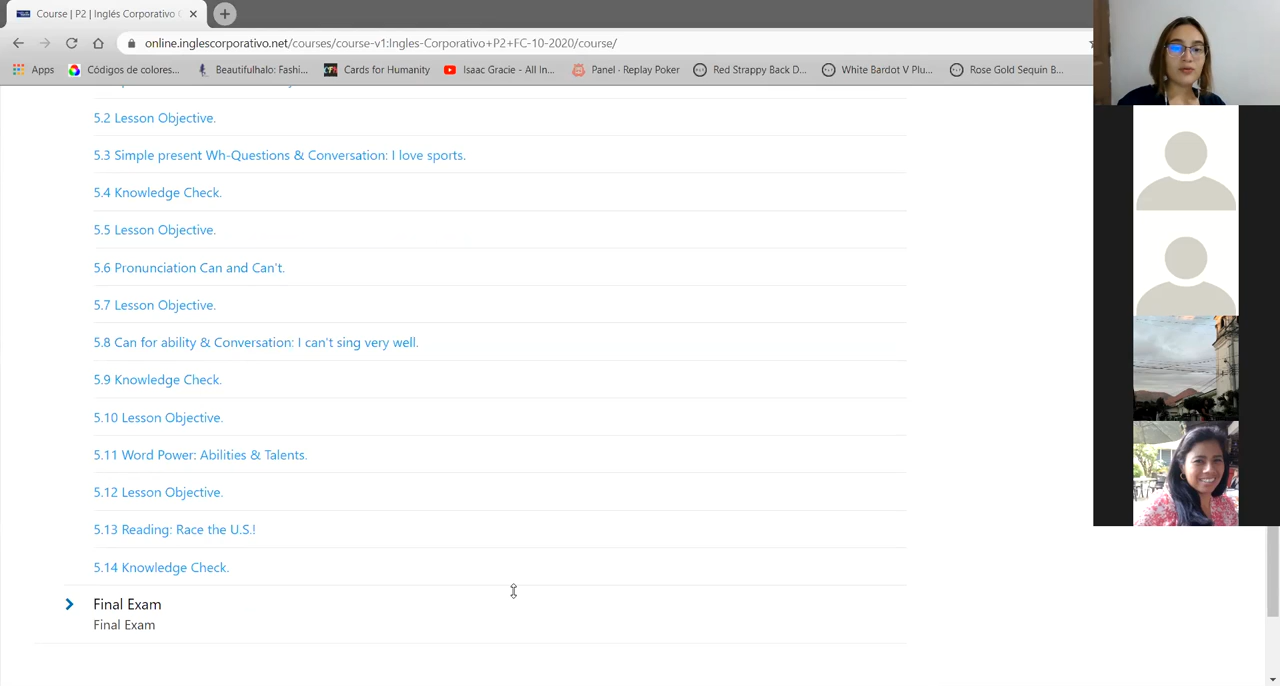 Course | P2 | Inglés Corporativo
online.inglescorporativo.net/courses/course-v1:Ingles-Corporativo+P2+FC-10-2020/course/
Apps
Códigos de colores...
Beautifulhalo: Fashi...
Cards for Humanity
Isaac Gracie - All In...
Panel · Replay Poker
Red Strappy Back D...
White Bardot V Plu...
Rose Gold Sequin B...
5.2 Lesson Objective.
5.3 Simple present Wh-Questions & Conversation: I love sports.
5.4 Knowledge Check.
5.5 Lesson Objective.
5.6 Pronunciation Can and Can't.
5.7 Lesson Objective.
5.8 Can for ability & Conversation: I can't sing very well.
5.9 Knowledge Check.
5.10 Lesson Objective.
5.11 Word Power: Abilities & Talents.
5.12 Lesson Objective.
5.13 Reading: Race the U.S.!
5.14 Knowledge Check.
Final Exam
Final Exam